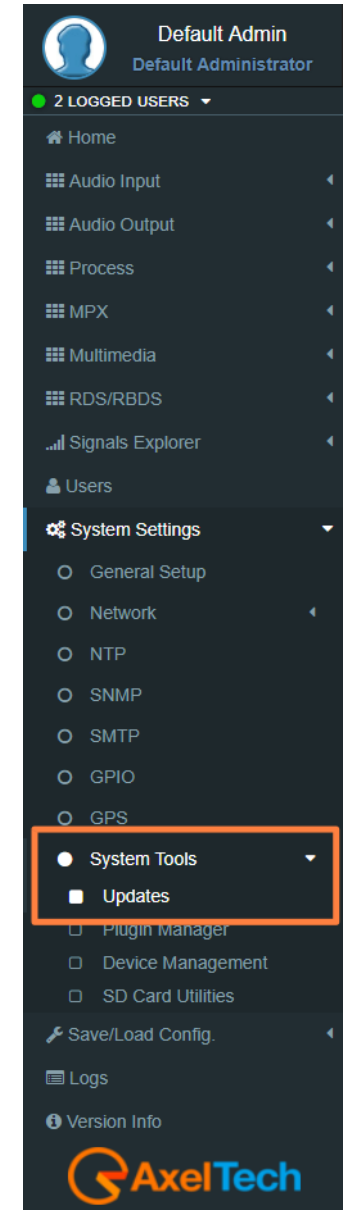 Default Admin
Default Administrator
2 LOGGED USERS
Home
Audio Input
Audio Output
Process
MPX
Multimedia
RDS/RBDS
Signals Explorer
Users
System Settings
General Setup
Network
NTP
SNMP
SMTP
GPIO
GPS
System Tools
Updates
Plugin Manager
Device Management
SD Card Utilities
Save/Load Config.
Logs
Version Info
AxelTech